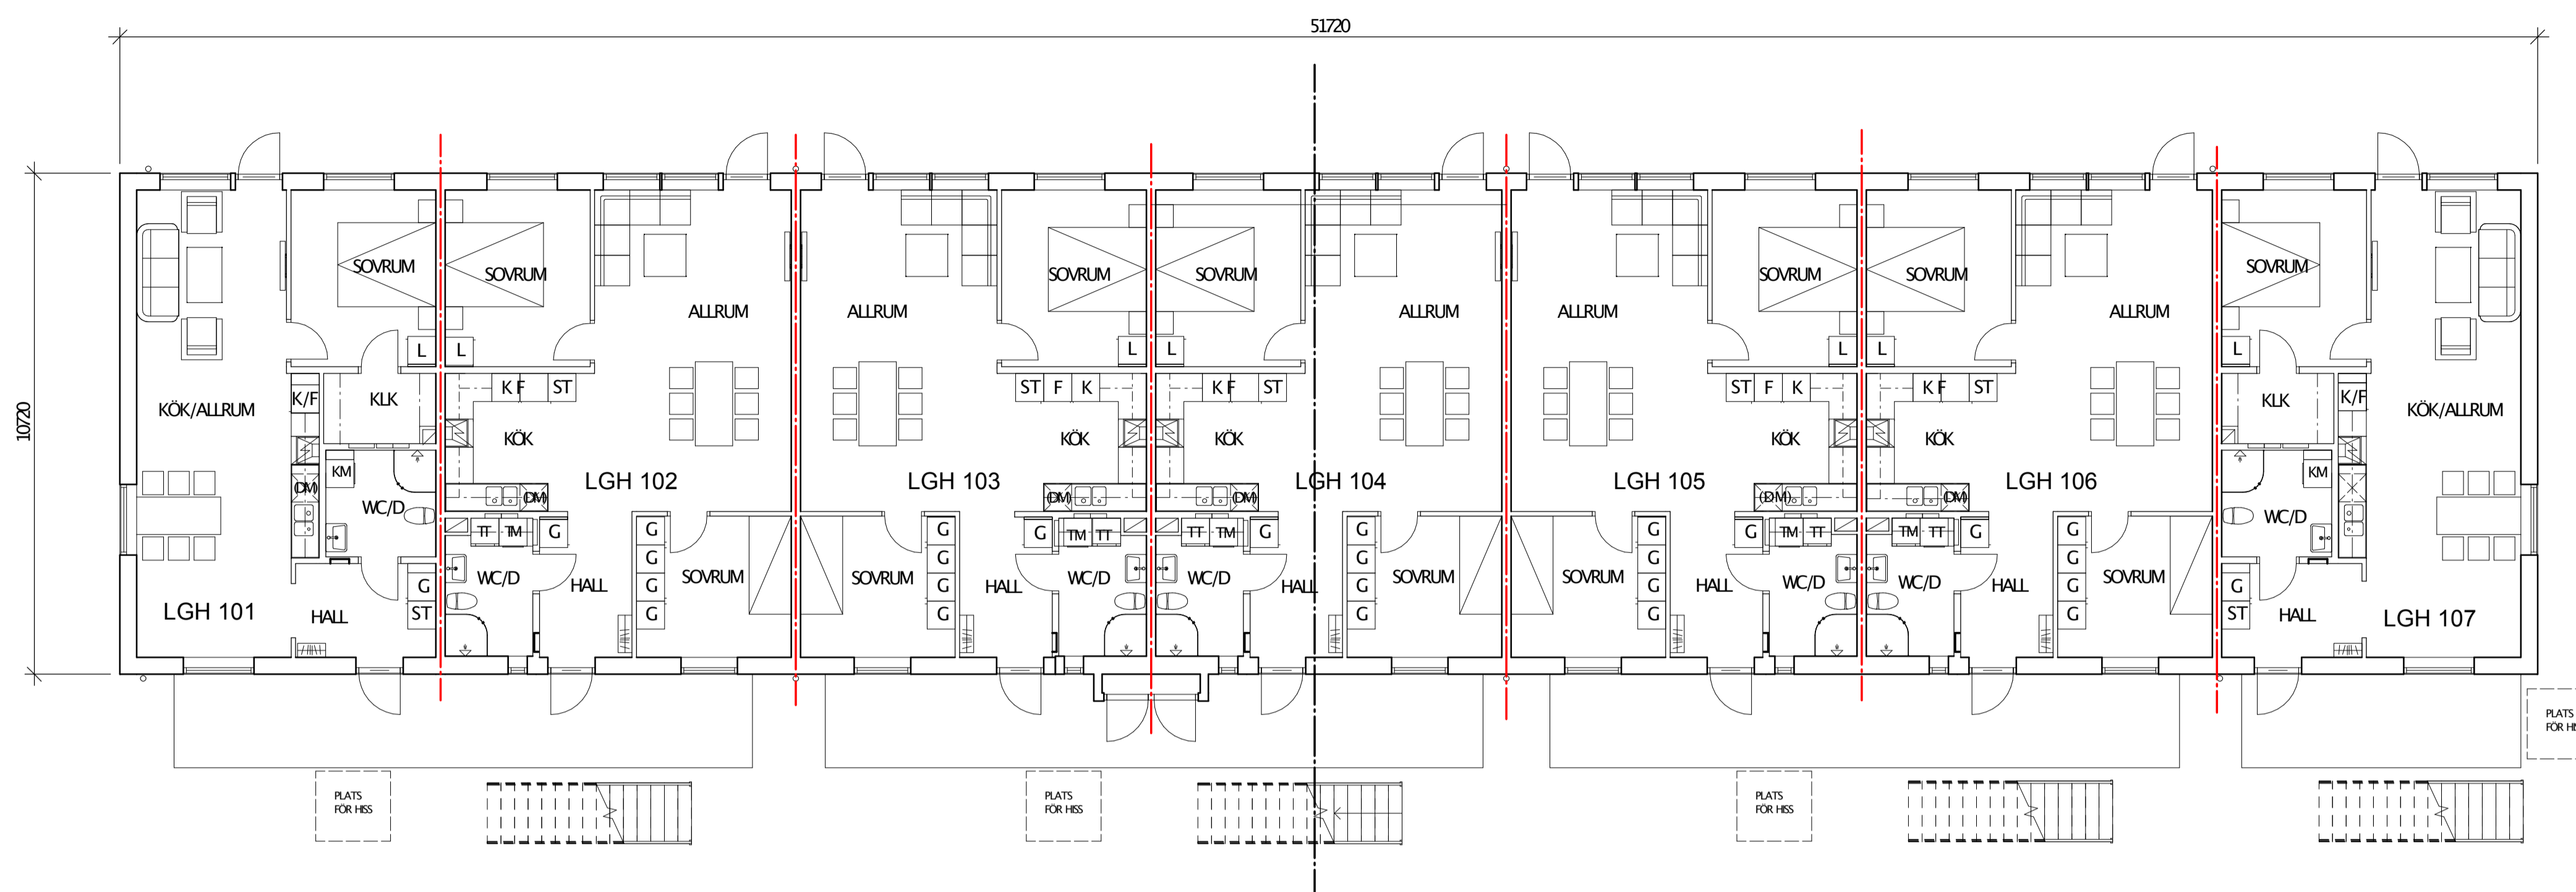 51720
10720
SOVRUM
L
KÖK/ALLRUM
K/F
KLK
(DM)
KM
WC/D
G
ST
HALL
LGH 101
SOVRUM
L
ALLRUM
K F
ST
KÖK
LGH 102
(DM)
TT
TM
G
WC/D
HALL
G
G
G
G
SOVRUM
ALLRUM
SOVRUM
L
ST
F
K
KÖK
LGH 103
(DM)
SOVRUM
G
G
G
G
HALL
G
TM
TT
WC/D
SOVRUM
L
ALLRUM
K F
ST
KÖK
LGH 104
(DM)
TT
TM
G
WC/D
HALL
G
G
G
G
SOVRUM
ALLRUM
SOVRUM
L
ST
F
K
KÖK
LGH 105
(DM)
SOVRUM
G
G
G
G
HALL
G
TM
TT
WC/D
SOVRUM
L
ALLRUM
K F
ST
KÖK
LGH 106
(DM)
TM
TT
G
WC/D
HALL
G
G
G
G
SOVRUM
SOVRUM
L
KLK
K/F
KÖK/ALLRUM
KM
WC/D
G
ST
HALL
LGH 107
PLATS
FÖR HISS
PLATS
FÖR HISS
PLATS
FÖR HISS
PLATS
FÖR